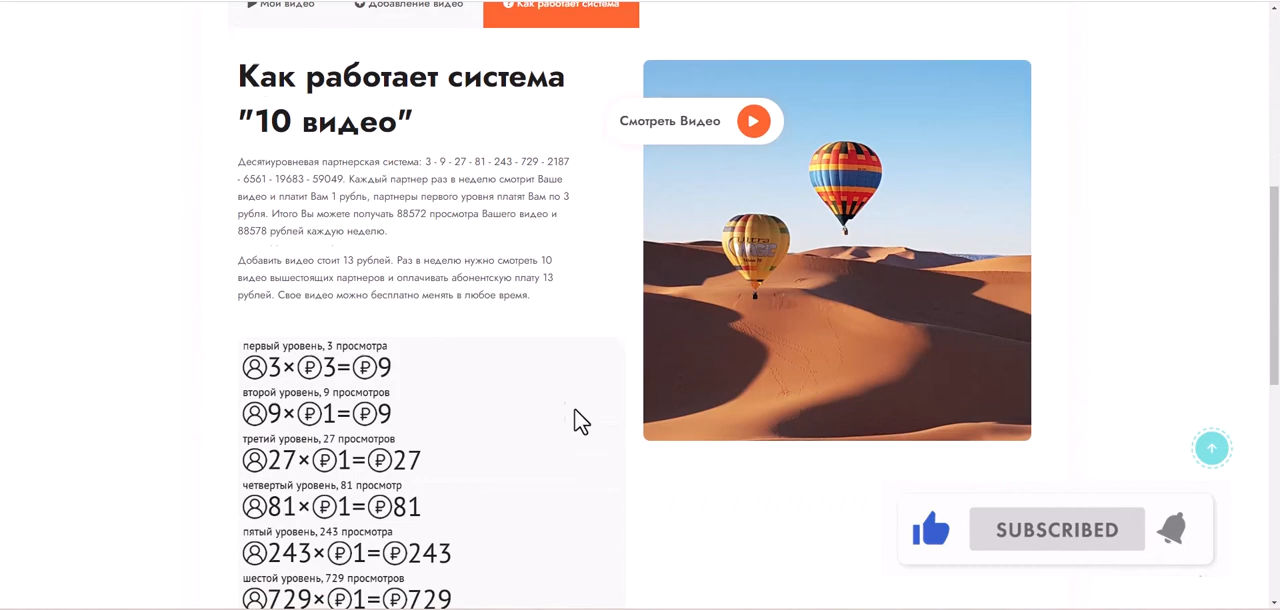 Мои видео
Добавление видео
Как работает система
Как работает система
"10 видео"
Смотреть Видео
Десятиуровневая партнерская система: 3 - 9 - 27 - 81 - 243 - 729 - 2187
- 6561 - 19683 - 59049. Каждый партнер раз в неделю смотрит Ваше
видео и платит Вам 1 рубль, партнеры первого уровня платят Вам по 3
рубля. Итого Вы можете получать 88572 просмотра Вашего видео и
88578 рублей каждую неделю.
Добавить видео стоит 13 рублей. Раз в неделю нужно смотреть 10
видео вышестоящих партнеров и оплачивать абонентскую плату 13
рублей. Свое видео можно бесплатно менять в любое время.
первый уровень, 3 просмотра
3×₽3=₽9
второй уровень, 9 просмотров
9×₽1=₽9
третий уровень, 27 просмотров
27×₽1=₽27
четвертый уровень, 81 просмотр
81×₽1=₽81
пятый уровень, 243 просмотра
243×₽1=₽243
шестой уровень, 729 просмотров
729×₽1=₽729
SUBSCRIBED